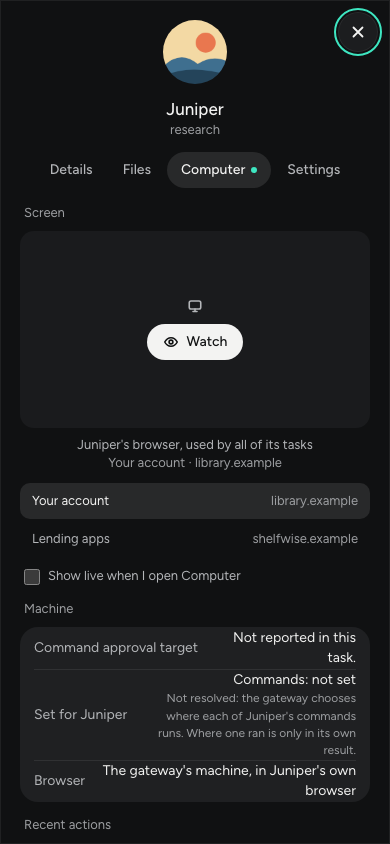 Juniper
research
Details Files Computer Settings
Screen
Watch
Juniper's browser, used by all of its tasks
Your account · library.example
Your account library.example
Lending apps shelfwise.example
Show live when I open Computer
Machine
Command approval target Not reported in this
task.
Commands: not set
Set for Juniper Not resolved: the gateway chooses
where each of Juniper's commands
runs. Where one ran is only in its own
result.
Browser The gateway's machine, in Juniper's own
browser
Recent actions